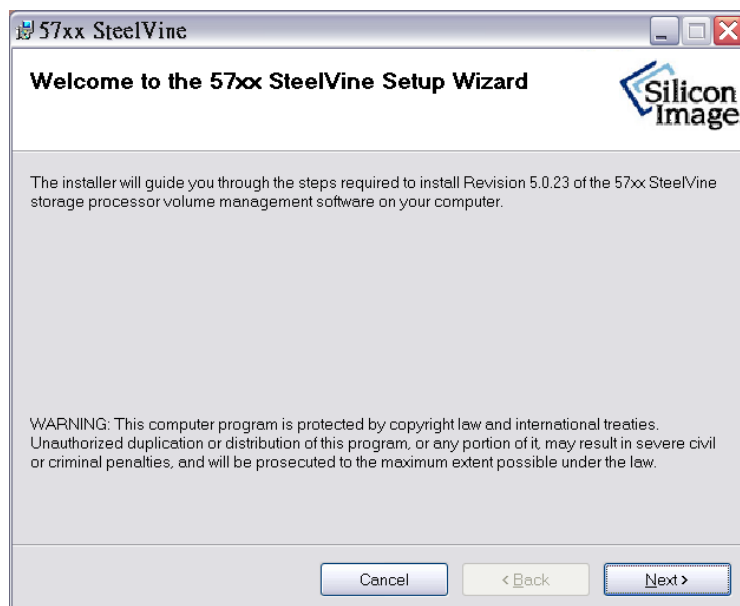 57xx SteelVine
Welcome to the 57xx SteelVine Setup Wizard
Silicon
Image
The installer will guide you through the steps required to install Revision 5.0.23 of the 57xx SteelVine
storage processor volume management software on your computer.
WARNING: This computer program is protected by copyright law and international treaties.
Unauthorized duplication or distribution of this program, or any portion of it, may result in severe civil
or criminal penalties, and will be prosecuted to the maximum extent possible under the law.
Cancel
< Back
Next >